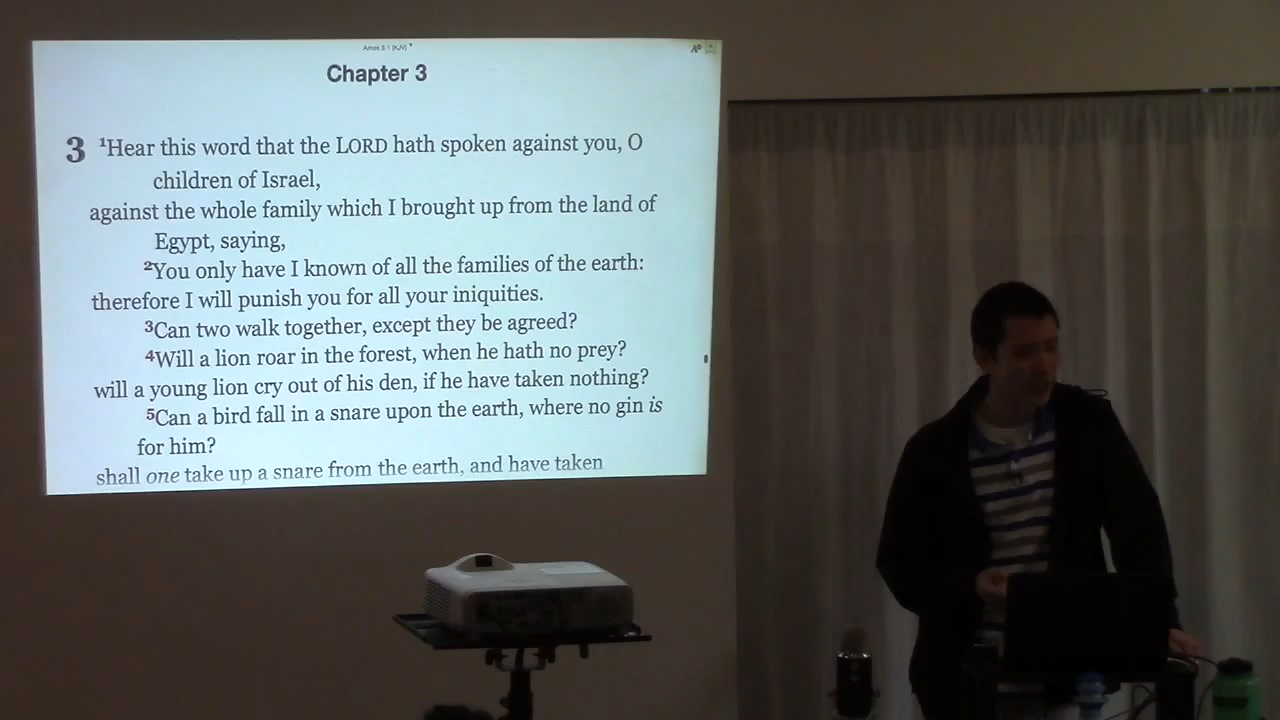 Amos 3:1 (KJV)
Chapter 3
3 ¹Hear this word that the LORD hath spoken against you, O
children of Israel,
against the whole family which I brought up from the land of
Egypt, saying,
²You only have I known of all the families of the earth:
therefore I will punish you for all your iniquities.
³Can two walk together, except they be agreed?
⁴Will a lion roar in the forest, when he hath no prey?
will a young lion cry out of his den, if he have taken nothing?
⁵Can a bird fall in a snare upon the earth, where no gin is
for him?
shall one take up a snare from the earth, and have taken